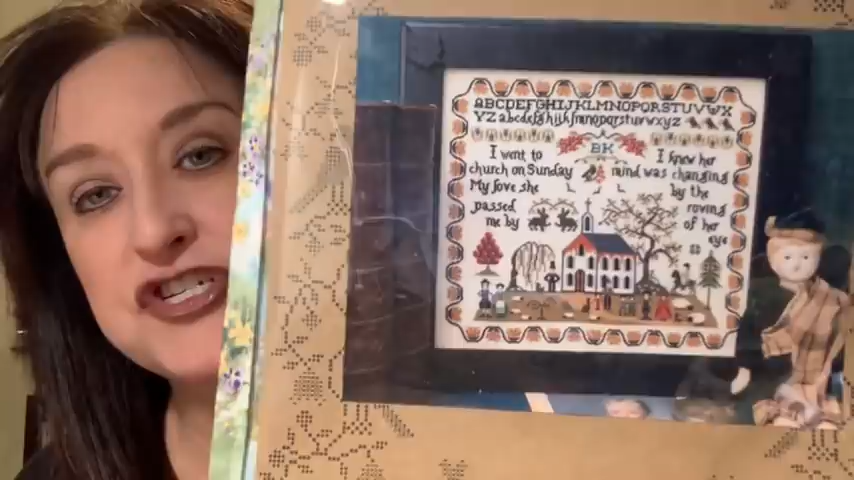 ABCDEFGHIJKLMNOPQRSTUVWX
YZ abcdefghijklmnopqrstuvwxyz
BK
I went to
church on Sunday
My love she
passed
me by
I knew her
mind was changing
by the
roving
of her
eye